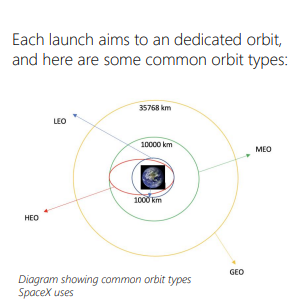 Each launch aims to an dedicated orbit,
and here are some common orbit types:
35768 km
LEO
10000 km
MEO
1000 km
HEO
GEO
Diagram showing common orbit types
SpaceX uses